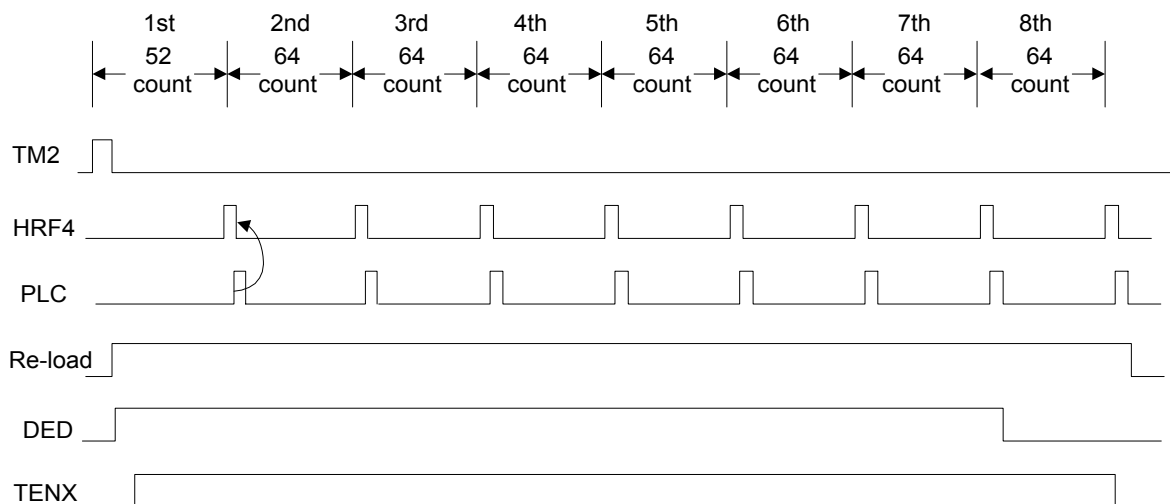 1st 2nd 3rd 4th 5th 6th 7th 8th
52 64 64 64 64 64 64 64
count count count count count count count count
TM2
HRF4
PLC
Re-load
DED
TENX